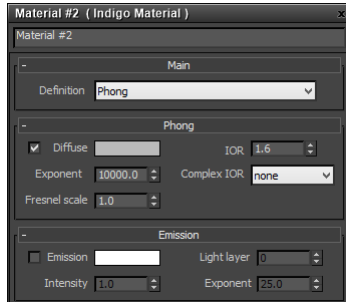 Material #2 ( Indigo Material ) x
Material #2
- Main
Definition Phong
- Phong
Diffuse IOR 1.6
Exponent 10000.0 Complex IOR none
Fresnel scale 1.0
- Emission
Emission Light layer 0
Intensity 1.0 Exponent 25.0